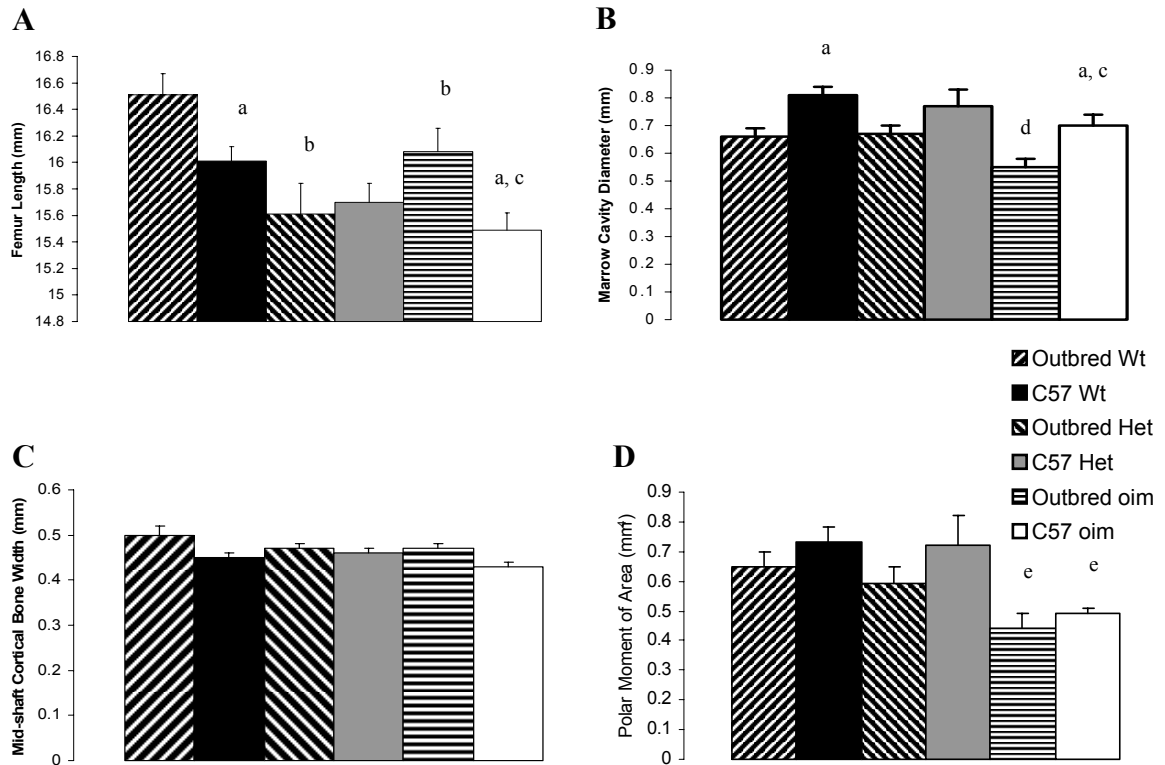 A
Femur Length (mm)
16.8
16.6
16.4
16.2
16
15.8
15.6
15.4
15.2
15
14.8
a
b
b
a, c
B
Marrow Cavity Diameter (mm)
0.9
0.8
0.7
0.6
0.5
0.4
0.3
0.2
0.1
0
a
d
a, c
Outbred Wt
C57 Wt
Outbred Het
C57 Het
Outbred oim
C57 oim
C
Mid-shaft Cortical Bone Width (mm)
0.6
0.5
0.4
0.3
0.2
0.1
0
D
Polar Moment of Area (mm⁴)
0.9
0.8
0.7
0.6
0.5
0.4
0.3
0.2
0.1
0
e
e